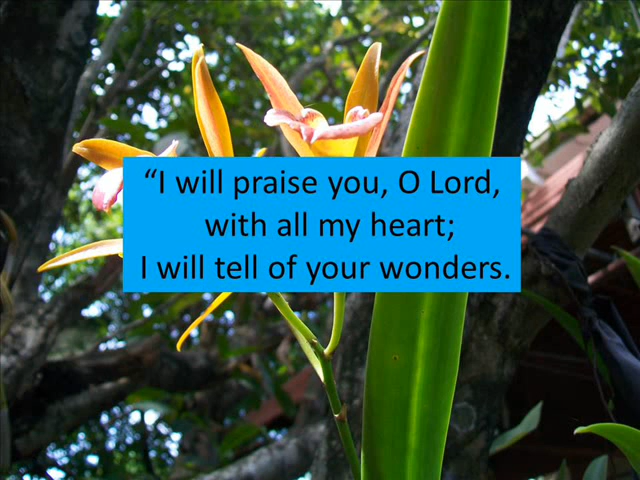 “I will praise you, O Lord,
with all my heart;
I will tell of your wonders.